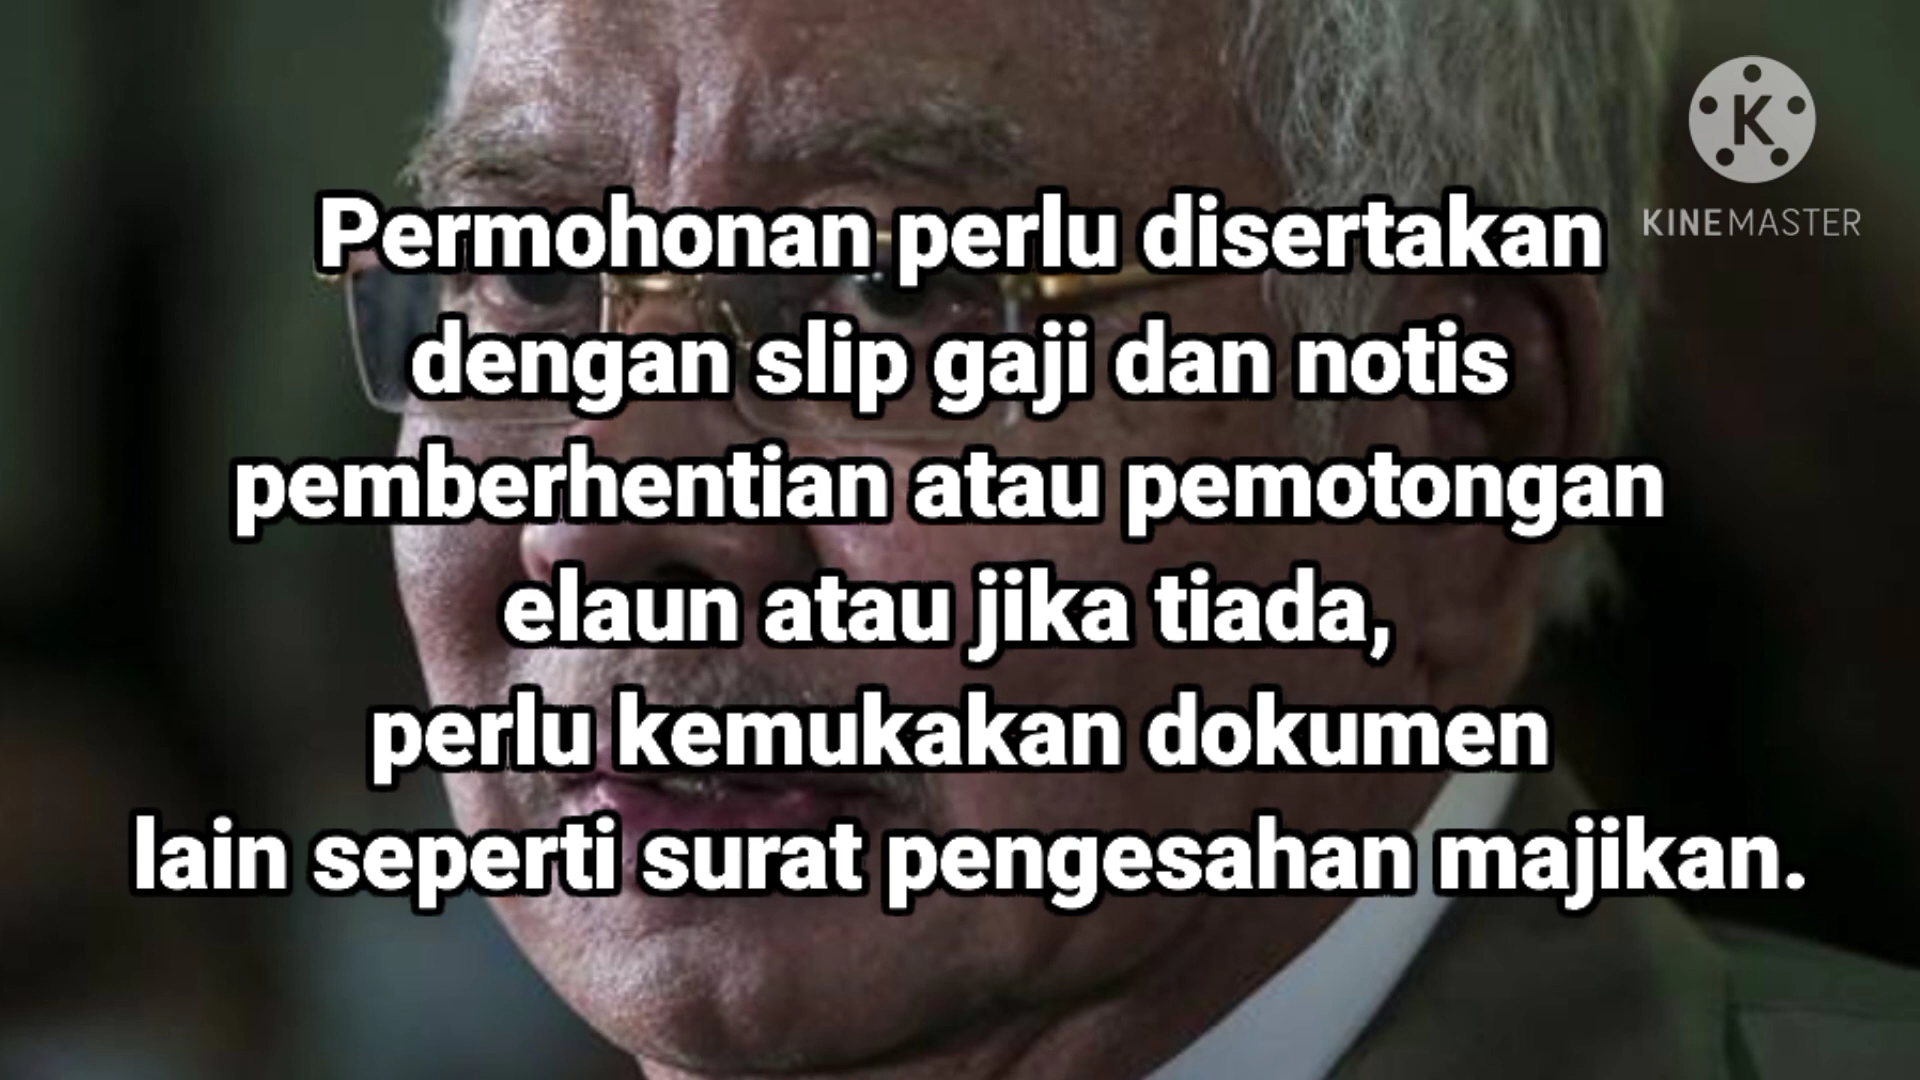 KINEMASTER
Permohonan perlu disertakan
dengan slip gaji dan notis
pemberhentian atau pemotongan
elaun atau jika tiada,
perlu kemukakan dokumen
lain seperti surat pengesahan majikan.